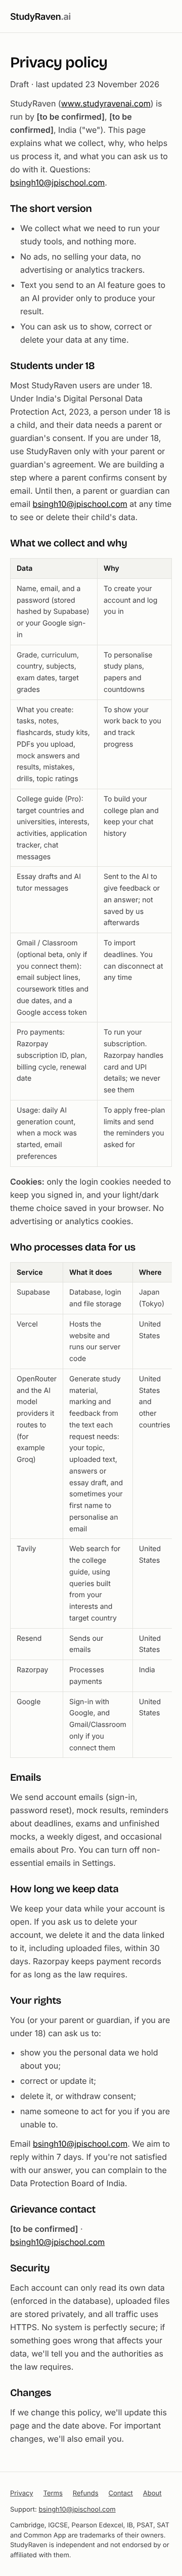 StudyRaven.ai
Privacy policy
Draft · last updated 23 November 2026
StudyRaven (www.studyravenai.com) is
run by [to be confirmed], [to be
confirmed], India ("we"). This page
explains what we collect, why, who helps
us process it, and what you can ask us to
do with it. Questions:
bsingh10@jpischool.com.
The short version
• We collect what we need to run your
study tools, and nothing more.
• No ads, no selling your data, no
advertising or analytics trackers.
• Text you send to an AI feature goes to
an AI provider only to produce your
result.
• You can ask us to show, correct or
delete your data at any time.
Students under 18
Most StudyRaven users are under 18.
Under India's Digital Personal Data
Protection Act, 2023, a person under 18 is
a child, and their data needs a parent or
guardian's consent. If you are under 18,
use StudyRaven only with your parent or
guardian's agreement. We are building a
step where a parent confirms consent by
email. Until then, a parent or guardian can
email bsingh10@jpischool.com at any time
to see or delete their child's data.
What we collect and why
Data Why
Name, email, and a
password (stored
hashed by Supabase)
or your Google sign-
in
To create your
account and log
you in
Grade, curriculum,
country, subjects,
exam dates, target
grades
To personalise
study plans,
papers and
countdowns
What you create:
tasks, notes,
flashcards, study kits,
PDFs you upload,
mock answers and
results, mistakes,
drills, topic ratings
To show your
work back to you
and track
progress
College guide (Pro):
target countries and
universities, interests,
activities, application
tracker, chat
messages
To build your
college plan and
keep your chat
history
Essay drafts and AI
tutor messages
Sent to the AI to
give feedback or
an answer; not
saved by us
afterwards
Gmail / Classroom
(optional beta, only if
you connect them):
email subject lines,
coursework titles and
due dates, and a
Google access token
To import
deadlines. You
can disconnect at
any time
Pro payments:
Razorpay
subscription ID, plan,
billing cycle, renewal
date
To run your
subscription.
Razorpay handles
card and UPI
details; we never
see them
Usage: daily AI
generation count,
when a mock was
started, email
preferences
To apply free-plan
limits and send
the reminders you
asked for
Cookies: only the login cookies needed to
keep you signed in, and your light/dark
theme choice saved in your browser. No
advertising or analytics cookies.
Who processes data for us
Service What it does Where
Supabase
Database, login
and file storage
Japan
(Tokyo)
Vercel
Hosts the
website and
runs our server
code
United
States
OpenRouter
and the AI
model
providers it
routes to
(for
example
Groq)
Generate study
material,
marking and
feedback from
the text each
request needs:
your topic,
uploaded text,
answers or
essay draft, and
sometimes your
first name to
personalise an
email
United
States
and
other
countries
Tavily
Web search for
the college
guide, using
queries built
from your
interests and
target country
United
States
Resend
Sends our
emails
United
States
Razorpay
Processes
payments
India
Google
Sign-in with
Google, and
Gmail/Classroom
only if you
connect them
United
States
Emails
We send account emails (sign-in,
password reset), mock results, reminders
about deadlines, exams and unfinished
mocks, a weekly digest, and occasional
emails about Pro. You can turn off non-
essential emails in Settings.
How long we keep data
We keep your data while your account is
open. If you ask us to delete your
account, we delete it and the data linked
to it, including uploaded files, within 30
days. Razorpay keeps payment records
for as long as the law requires.
Your rights
You (or your parent or guardian, if you are
under 18) can ask us to:
• show you the personal data we hold
about you;
• correct or update it;
• delete it, or withdraw consent;
• name someone to act for you if you are
unable to.
Email bsingh10@jpischool.com. We aim to
reply within 7 days. If you're not satisfied
with our answer, you can complain to the
Data Protection Board of India.
Grievance contact
[to be confirmed] ·
bsingh10@jpischool.com
Security
Each account can only read its own data
(enforced in the database), uploaded files
are stored privately, and all traffic uses
HTTPS. No system is perfectly secure; if
something goes wrong that affects your
data, we'll tell you and the authorities as
the law requires.
Changes
If we change this policy, we'll update this
page and the date above. For important
changes, we'll also email you.
Privacy Terms Refunds Contact About
Support: bsingh10@jpischool.com
Cambridge, IGCSE, Pearson Edexcel, IB, PSAT, SAT
and Common App are trademarks of their owners.
StudyRaven is independent and not endorsed by or
affiliated with them.